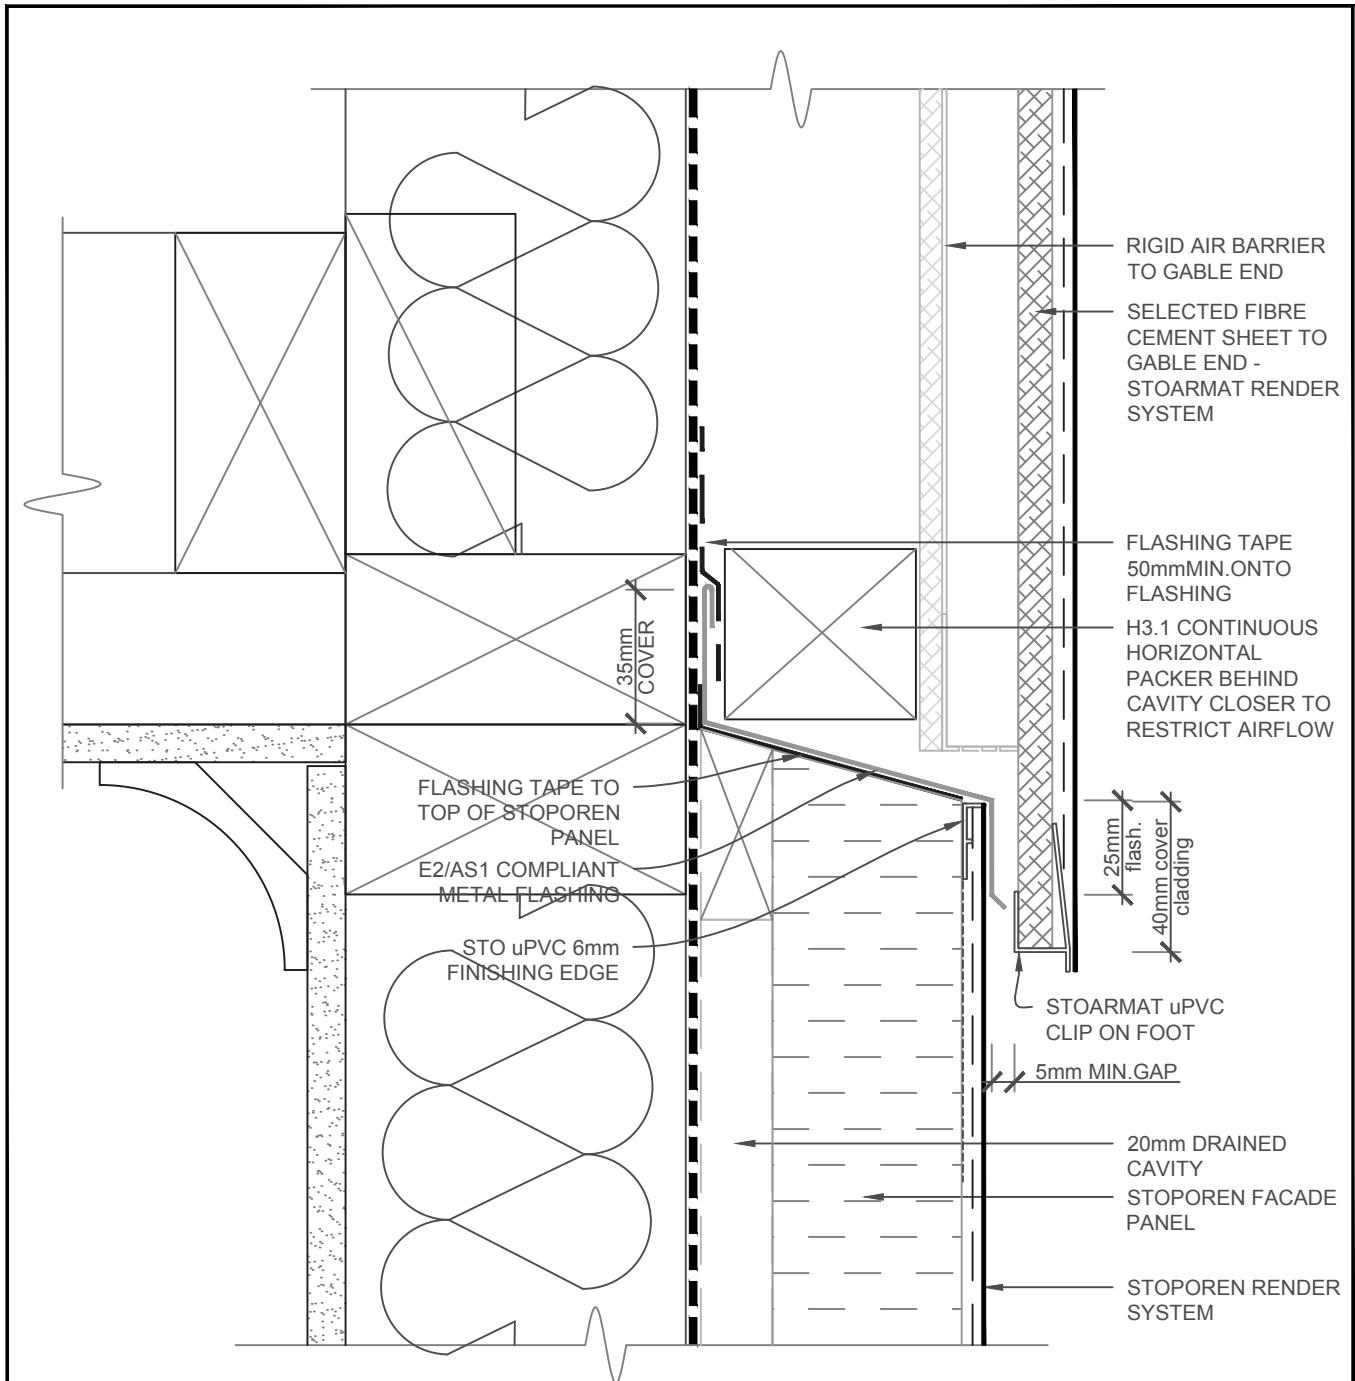 RIGID AIR BARRIER
TO GABLE END
SELECTED FIBRE
CEMENT SHEET TO
GABLE END -
STOARMAT RENDER
SYSTEM
FLASHING TAPE
50mmMIN.ONTO
FLASHING
H3.1 CONTINUOUS
HORIZONTAL
PACKER BEHIND
CAVITY CLOSER TO
RESTRICT AIRFLOW
35mm
COVER
FLASHING TAPE TO
TOP OF STOPOREN
PANEL
E2/AS1 COMPLIANT
METAL FLASHING
STO uPVC 6mm
FINISHING EDGE
25mm
flash.
40mm cover
cladding
STOARMAT uPVC
CLIP ON FOOT
5mm MIN.GAP
20mm DRAINED
CAVITY
STOPOREN FACADE
PANEL
STOPOREN RENDER
SYSTEM